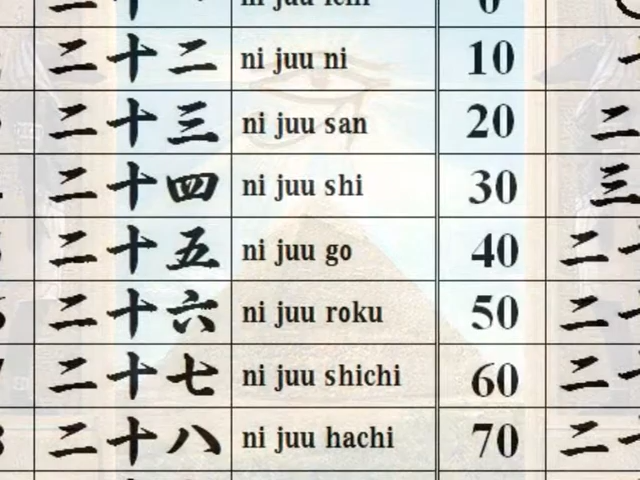 二十二 ni juu ni 10
二十三 ni juu san 20
二十四 ni juu shi 30
二十五 ni juu go 40
二十六 ni juu roku 50
二十七 ni juu shichi 60
二十八 ni juu hachi 70